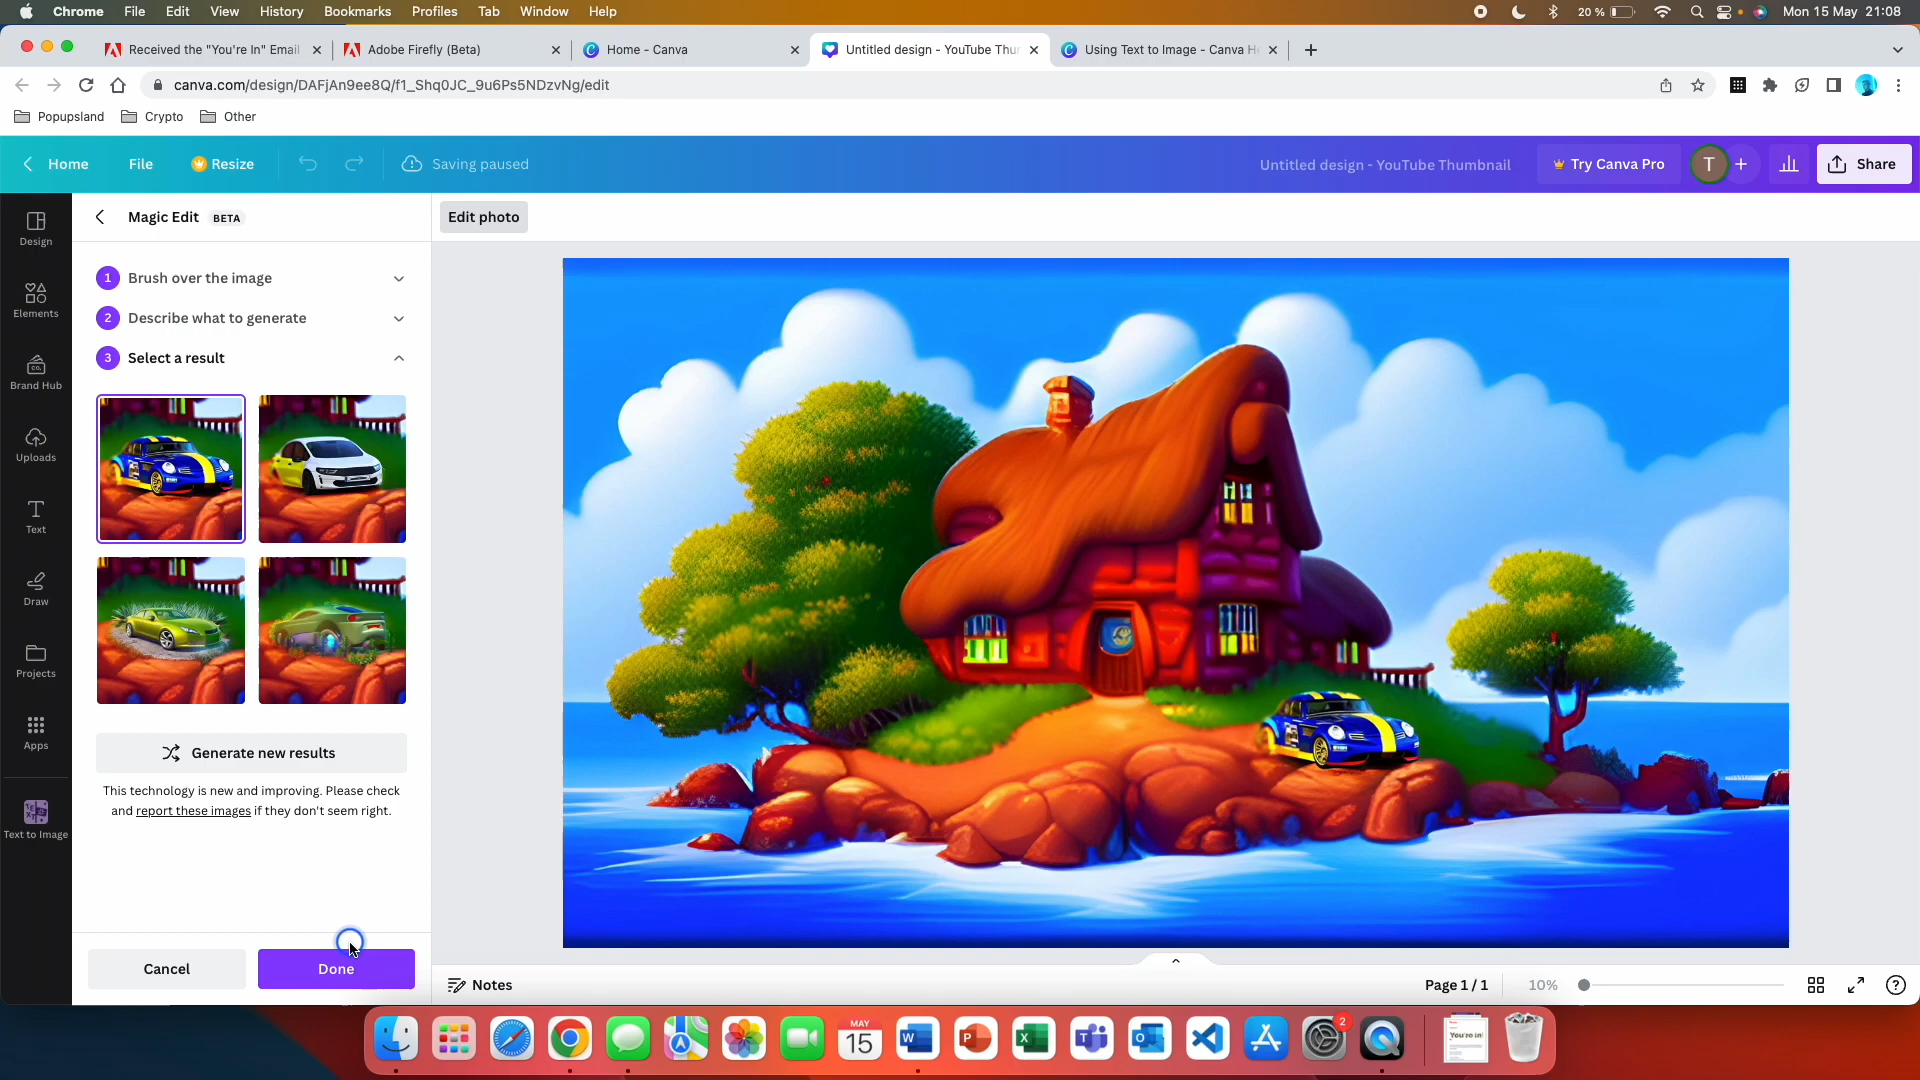 Chrome File Edit View History Bookmarks Profiles Tab Window Help
20 % Mon 15 May 21:08
Received the "You're In" Email
Adobe Firefly (Beta)
Home - Canva
Untitled design - YouTube Thu
Using Text to Image - Canva H
canva.com/design/DAFjAn9ee8Q/f1_Shq0JC_9u6Ps5NDzvNg/edit
Popupsland Crypto Other
Home File Resize Saving paused
Untitled design - YouTube Thumbnail
Try Canva Pro
T
Share
Design
Elements
Brand Hub
Uploads
Text
Draw
Projects
Apps
Text to Image
Magic Edit BETA
Edit photo
1 Brush over the image
2 Describe what to generate
3 Select a result
Generate new results
This technology is new and improving. Please check
and report these images if they don't seem right.
Cancel
Done
Notes
Page 1 / 1
10%
MAY
15
2
You're in!